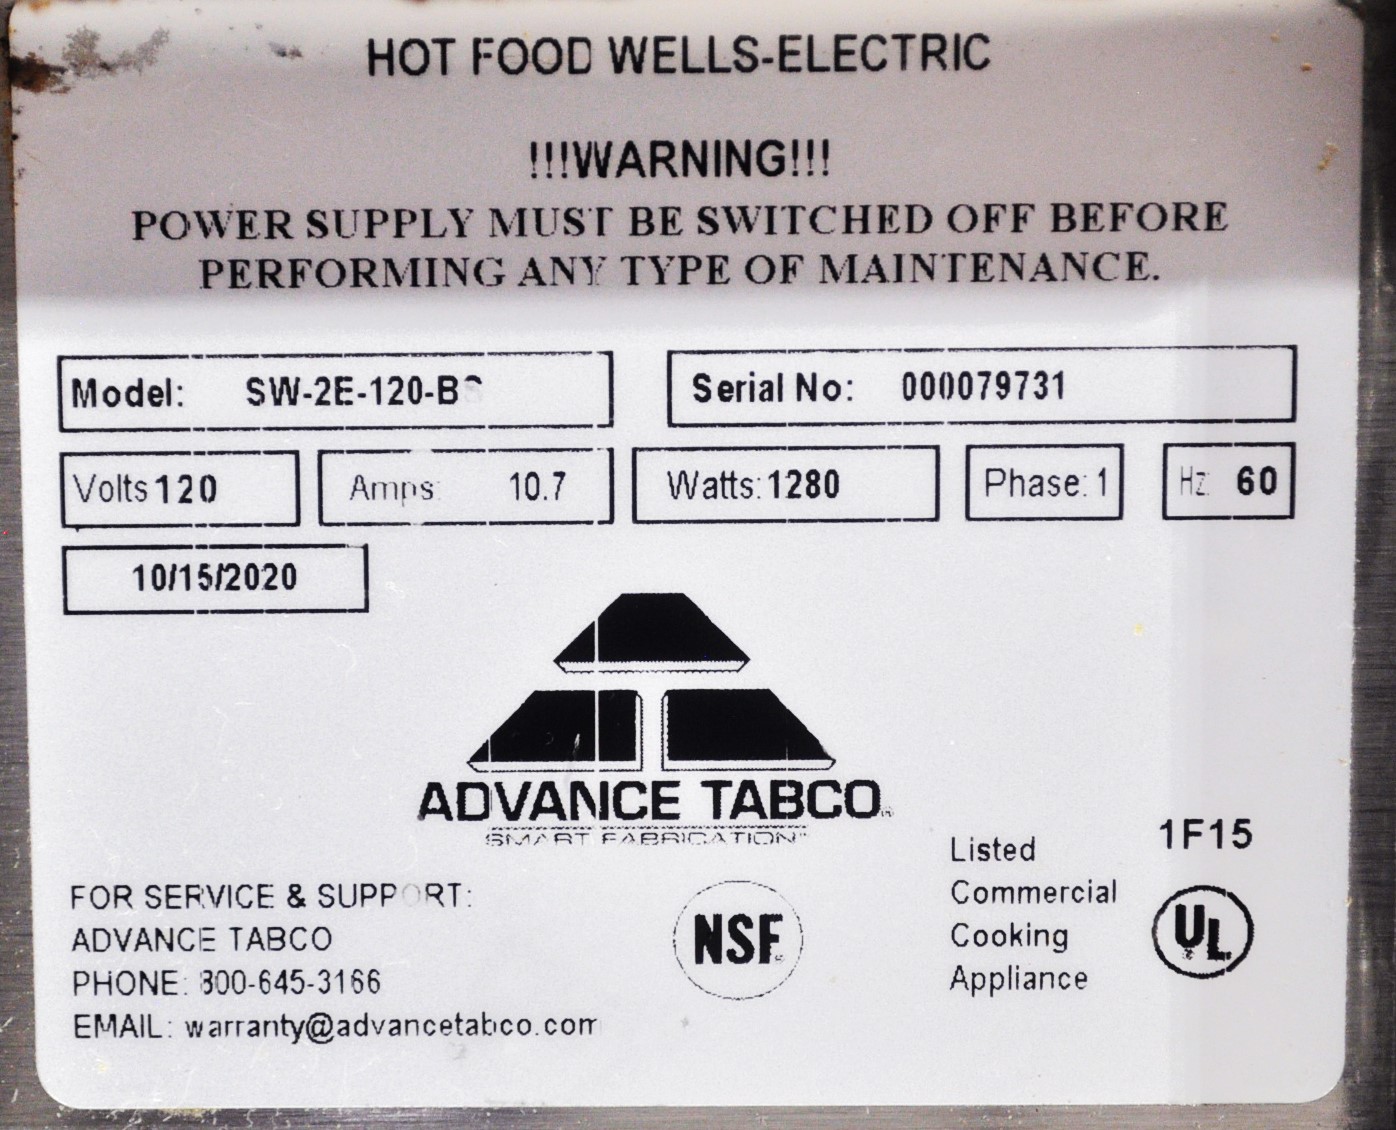 HOT FOOD WELLS-ELECTRIC
!!!WARNING!!!
POWER SUPPLY MUST BE SWITCHED OFF BEFORE
PERFORMING ANY TYPE OF MAINTENANCE.
Model: SW-2E-120-BS Serial No: 000079731
Volts 120 Amps: 10.7 Watts: 1280 Phase: 1 Hz: 60
10/15/2020
ADVANCE TABCO®
SMART FABRICATION™
FOR SERVICE & SUPPORT:
ADVANCE TABCO
PHONE: 800-645-3166
EMAIL: warranty@advancetabco.com
NSF®
Listed
Commercial
Cooking
Appliance
1F15
UL